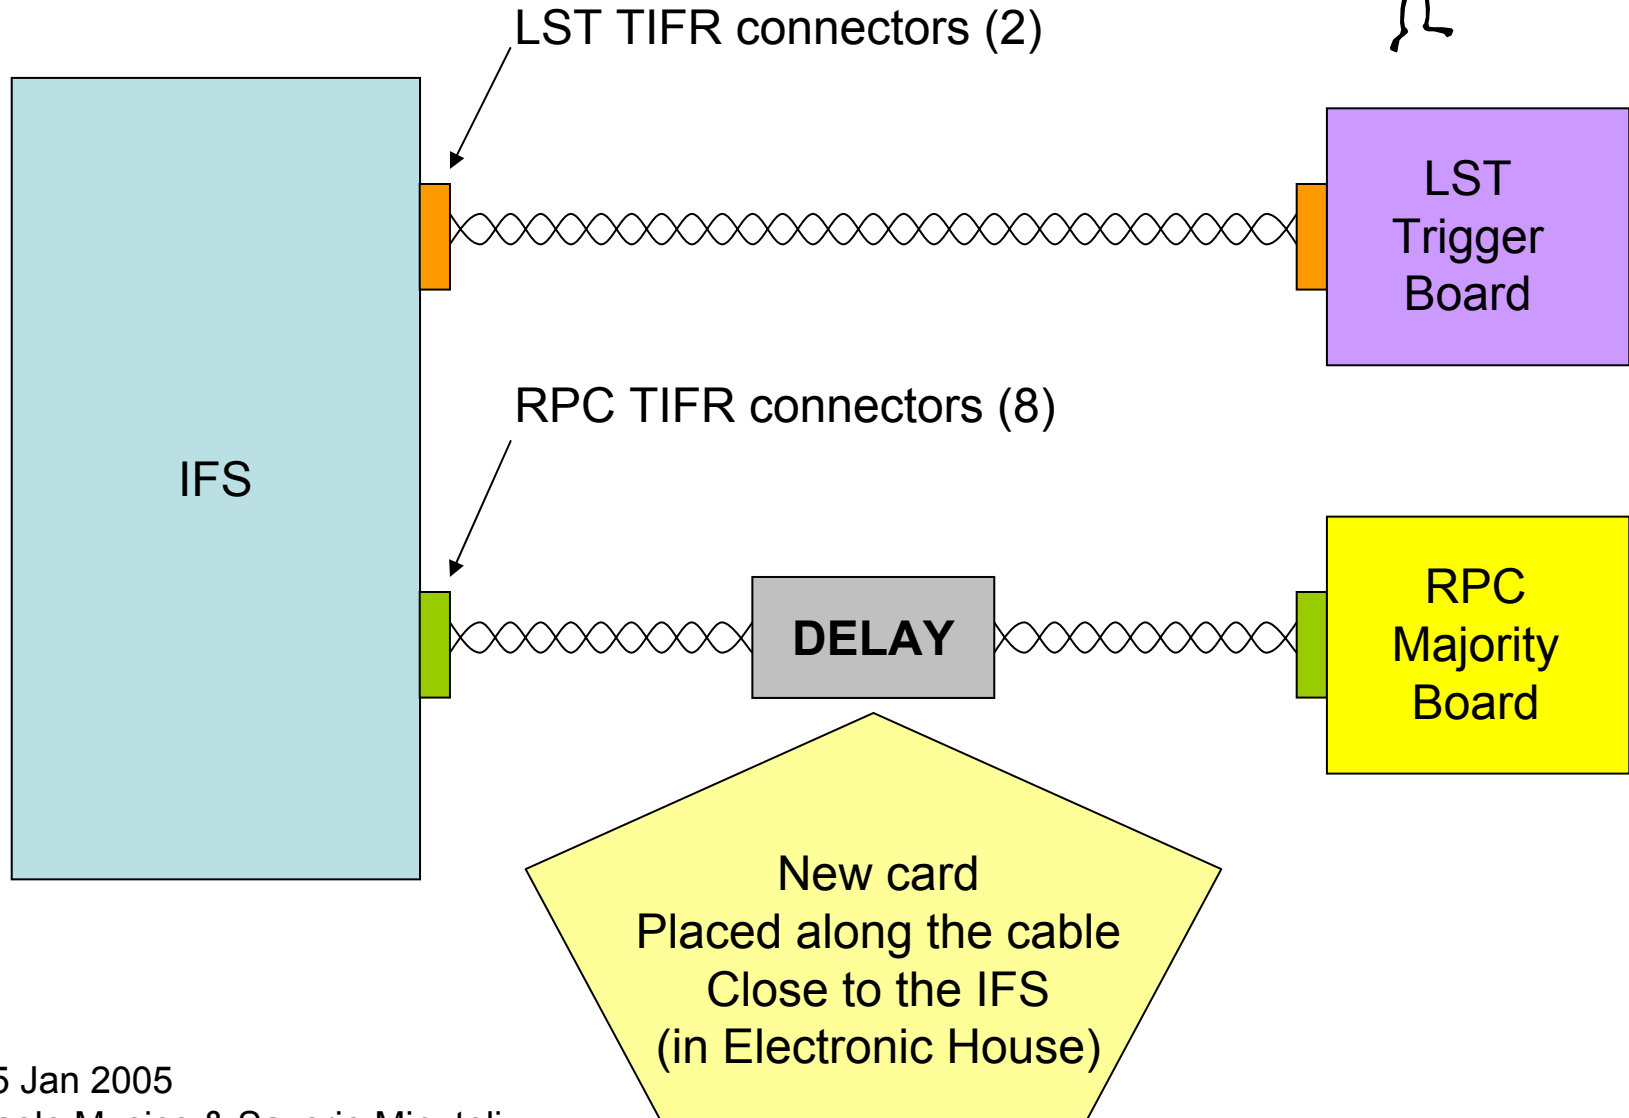 LST TIFR connectors (2)
LST
Trigger
Board
RPC TIFR connectors (8)
IFS
DELAY
RPC
Majority
Board
New card
Placed along the cable
Close to the IFS
(in Electronic House)
5 Jan 2005
&